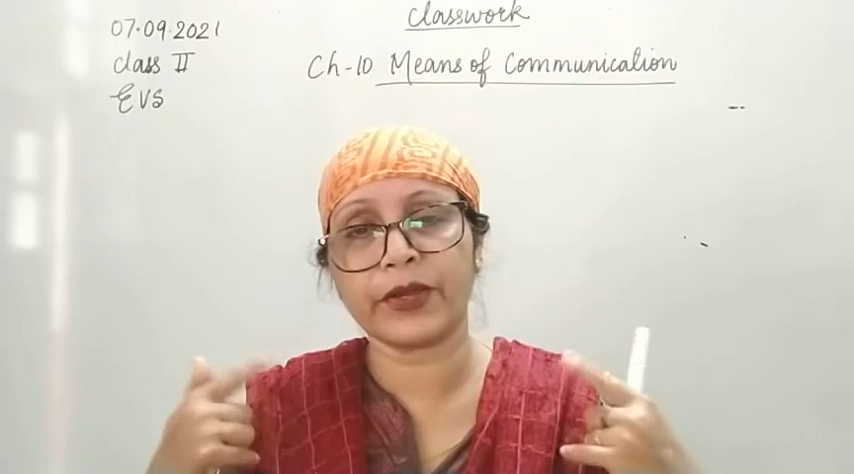 07.09.2021
Classwork
class II
Ch-10 Means of Communication
EVS